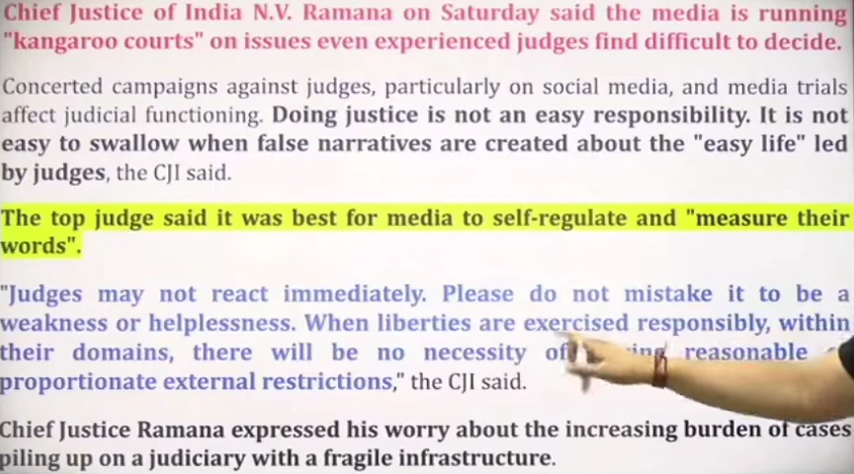 Chief Justice of India N.V. Ramana on Saturday said the media is running
"kangaroo courts" on issues even experienced judges find difficult to decide.
Concerted campaigns against judges, particularly on social media, and media trials
affect judicial functioning. Doing justice is not an easy responsibility. It is not
easy to swallow when false narratives are created about the "easy life" led
by judges, the CJI said.
The top judge said it was best for media to self-regulate and "measure their
words".
"Judges may not react immediately. Please do not mistake it to be a
weakness or helplessness. When liberties are exercised responsibly, within
their domains, there will be no necessity of reasonable
proportionate external restrictions," the CJI said.
Chief Justice Ramana expressed his worry about the increasing burden of cases
piling up on a judiciary with a fragile infrastructure.